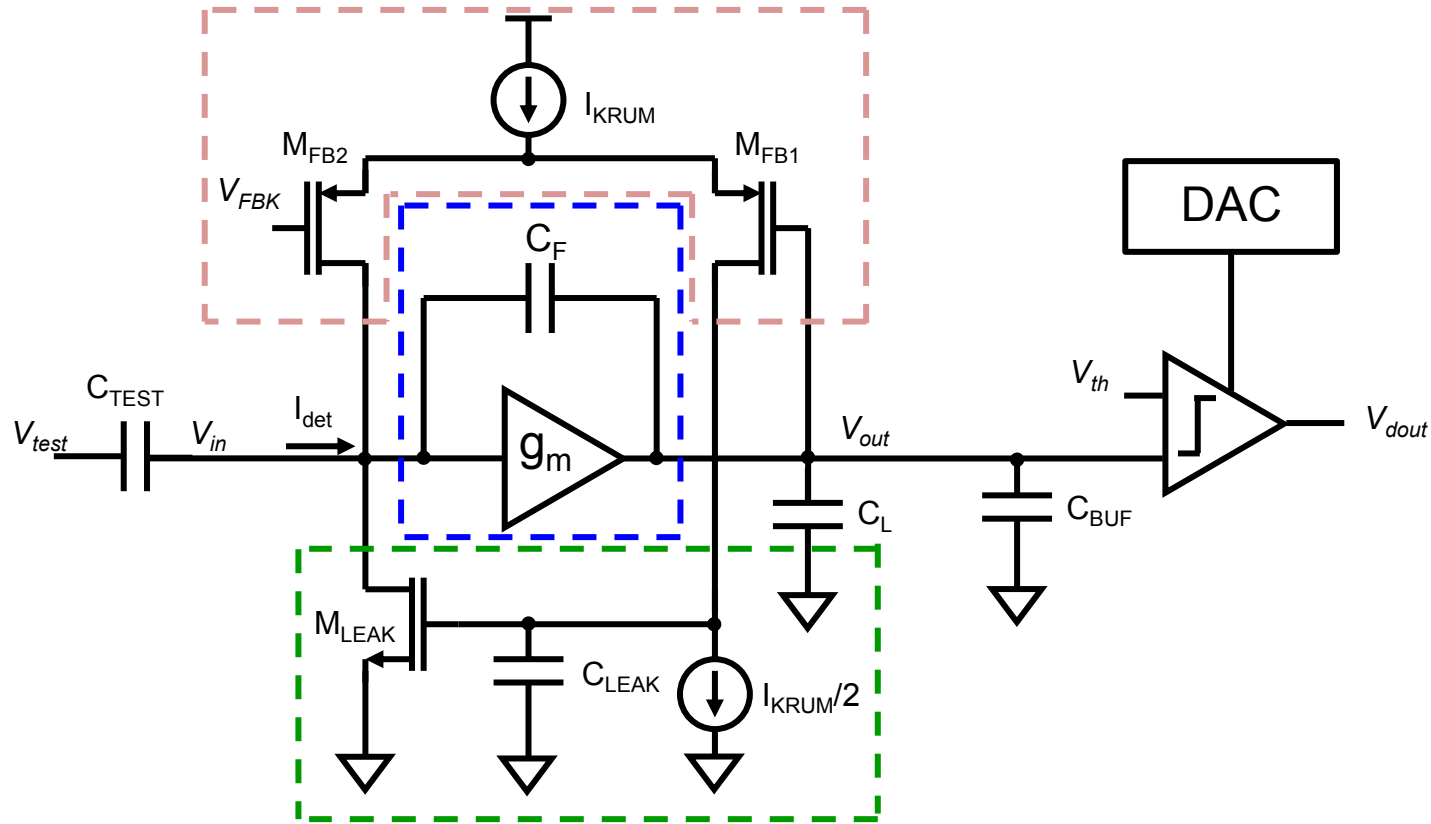 I_KRUM
M_FB2
M_FB1
V_FBK
DAC
C_F
C_TEST
V_th
I_det
V_test
V_in
g_m
V_out
V_dout
C_L
C_BUF
M_LEAK
C_LEAK
I_KRUM/2